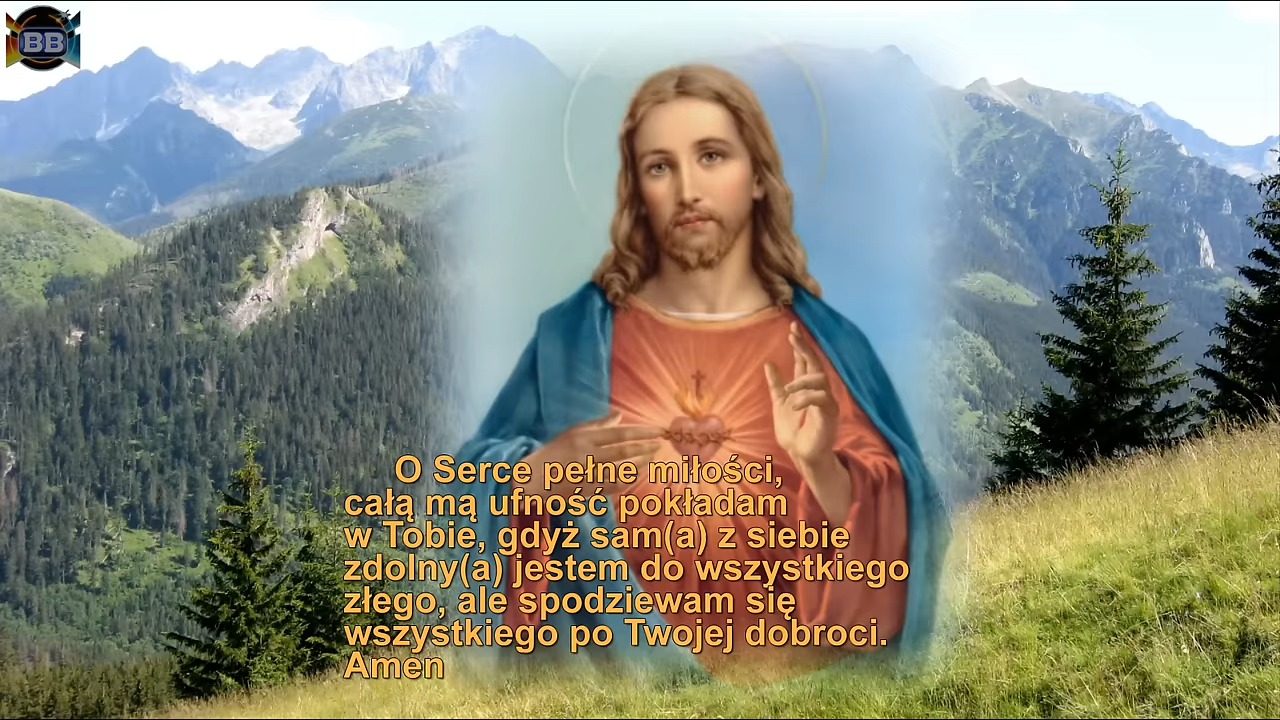 BB
O Serce pełne miłości,
całą mą ufność pokładam
w Tobie, gdyż sam(a) z siebie
zdolny(a) jestem do wszystkiego
złego, ale spodziewam się
wszystkiego po Twojej dobroci.
Amen